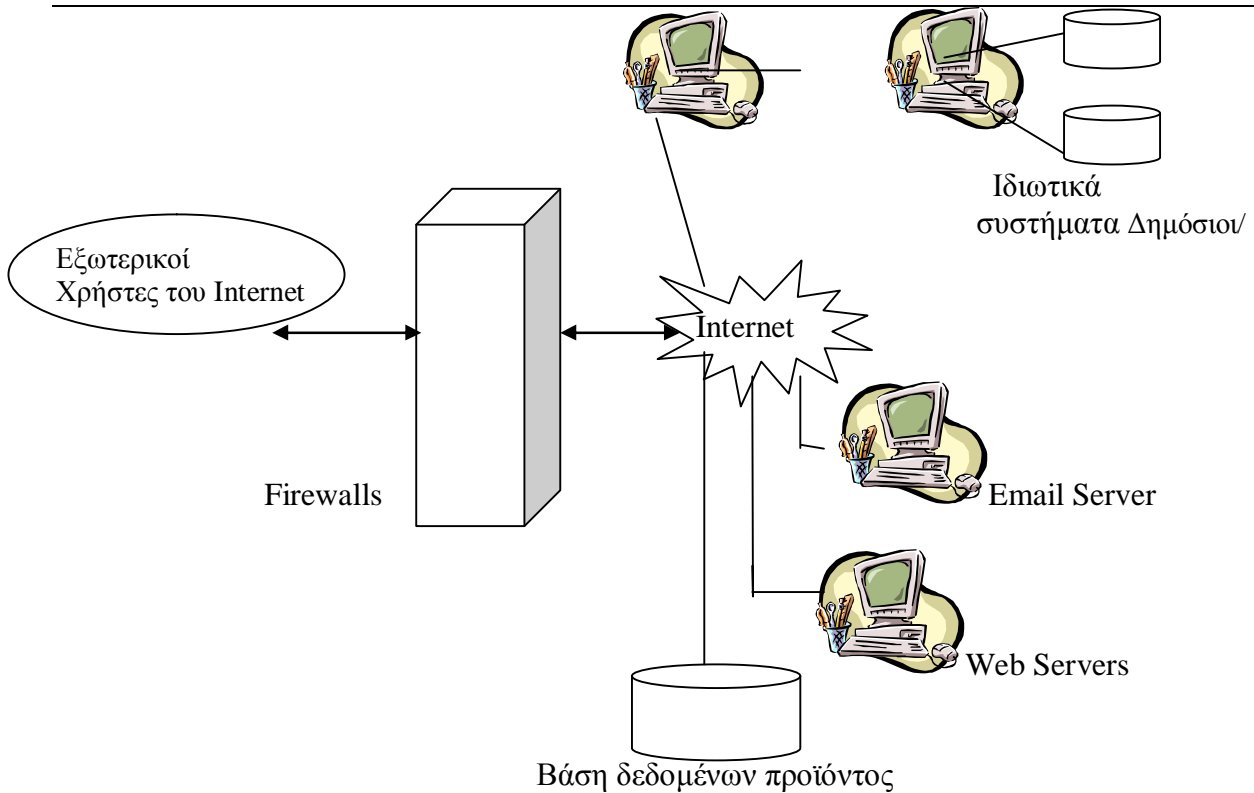 Ιδιωτικά
συστήματα Δημόσιοι/
Εξωτερικοί
Χρήστες του Internet
Internet
Firewalls
Email Server
Web Servers
Βάση δεδομένων προϊόντος